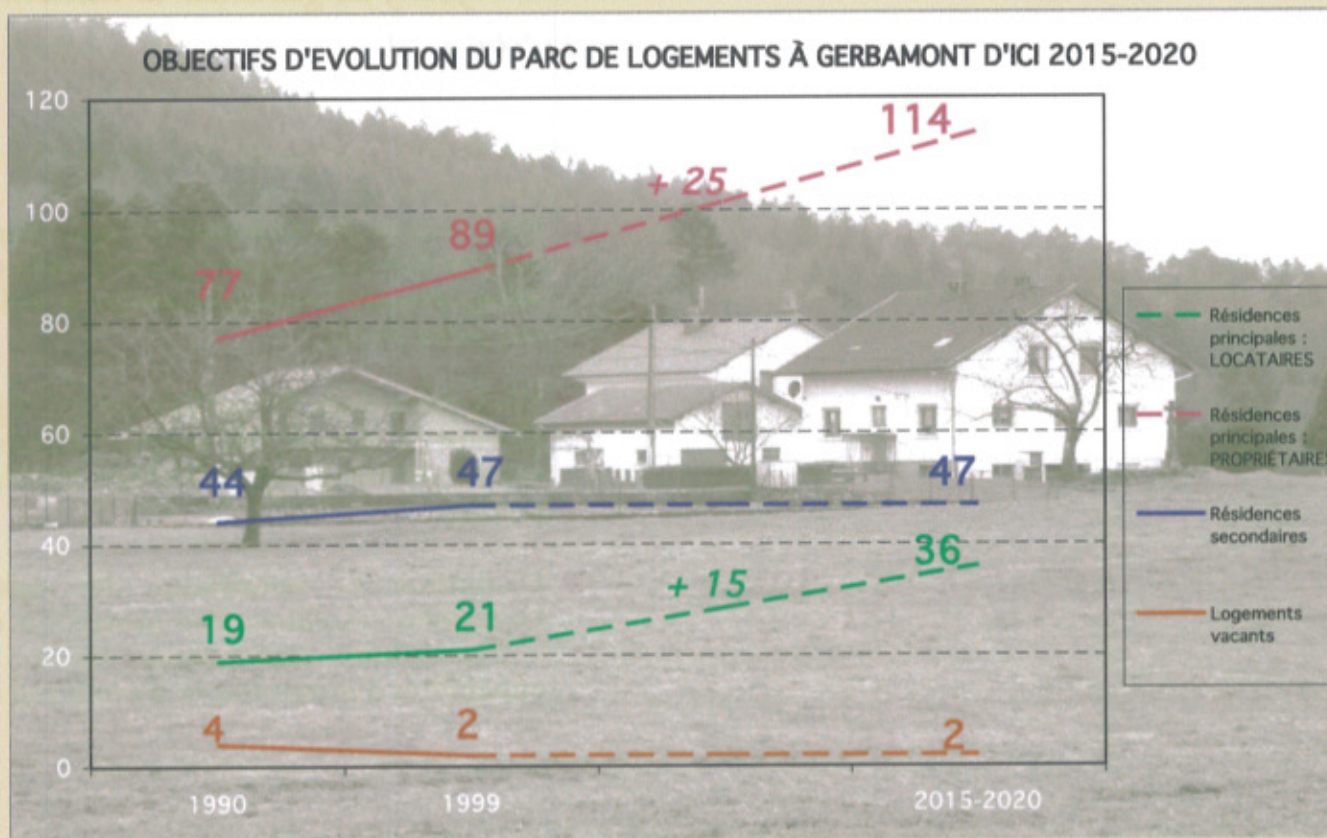 OBJECTIFS D'EVOLUTION DU PARC DE LOGEMENTS À GERBAMONT D'ICI 2015-2020
120
100
80
60
40
20
0
114
+ 25
89
77
44
47
47
36
+ 15
21
19
4
2
2
1990
1999
2015-2020
Résidences
principales :
LOCATAIRES
Résidences
principales :
PROPRIÉTAIRES
Résidences
secondaires
Logements
vacants